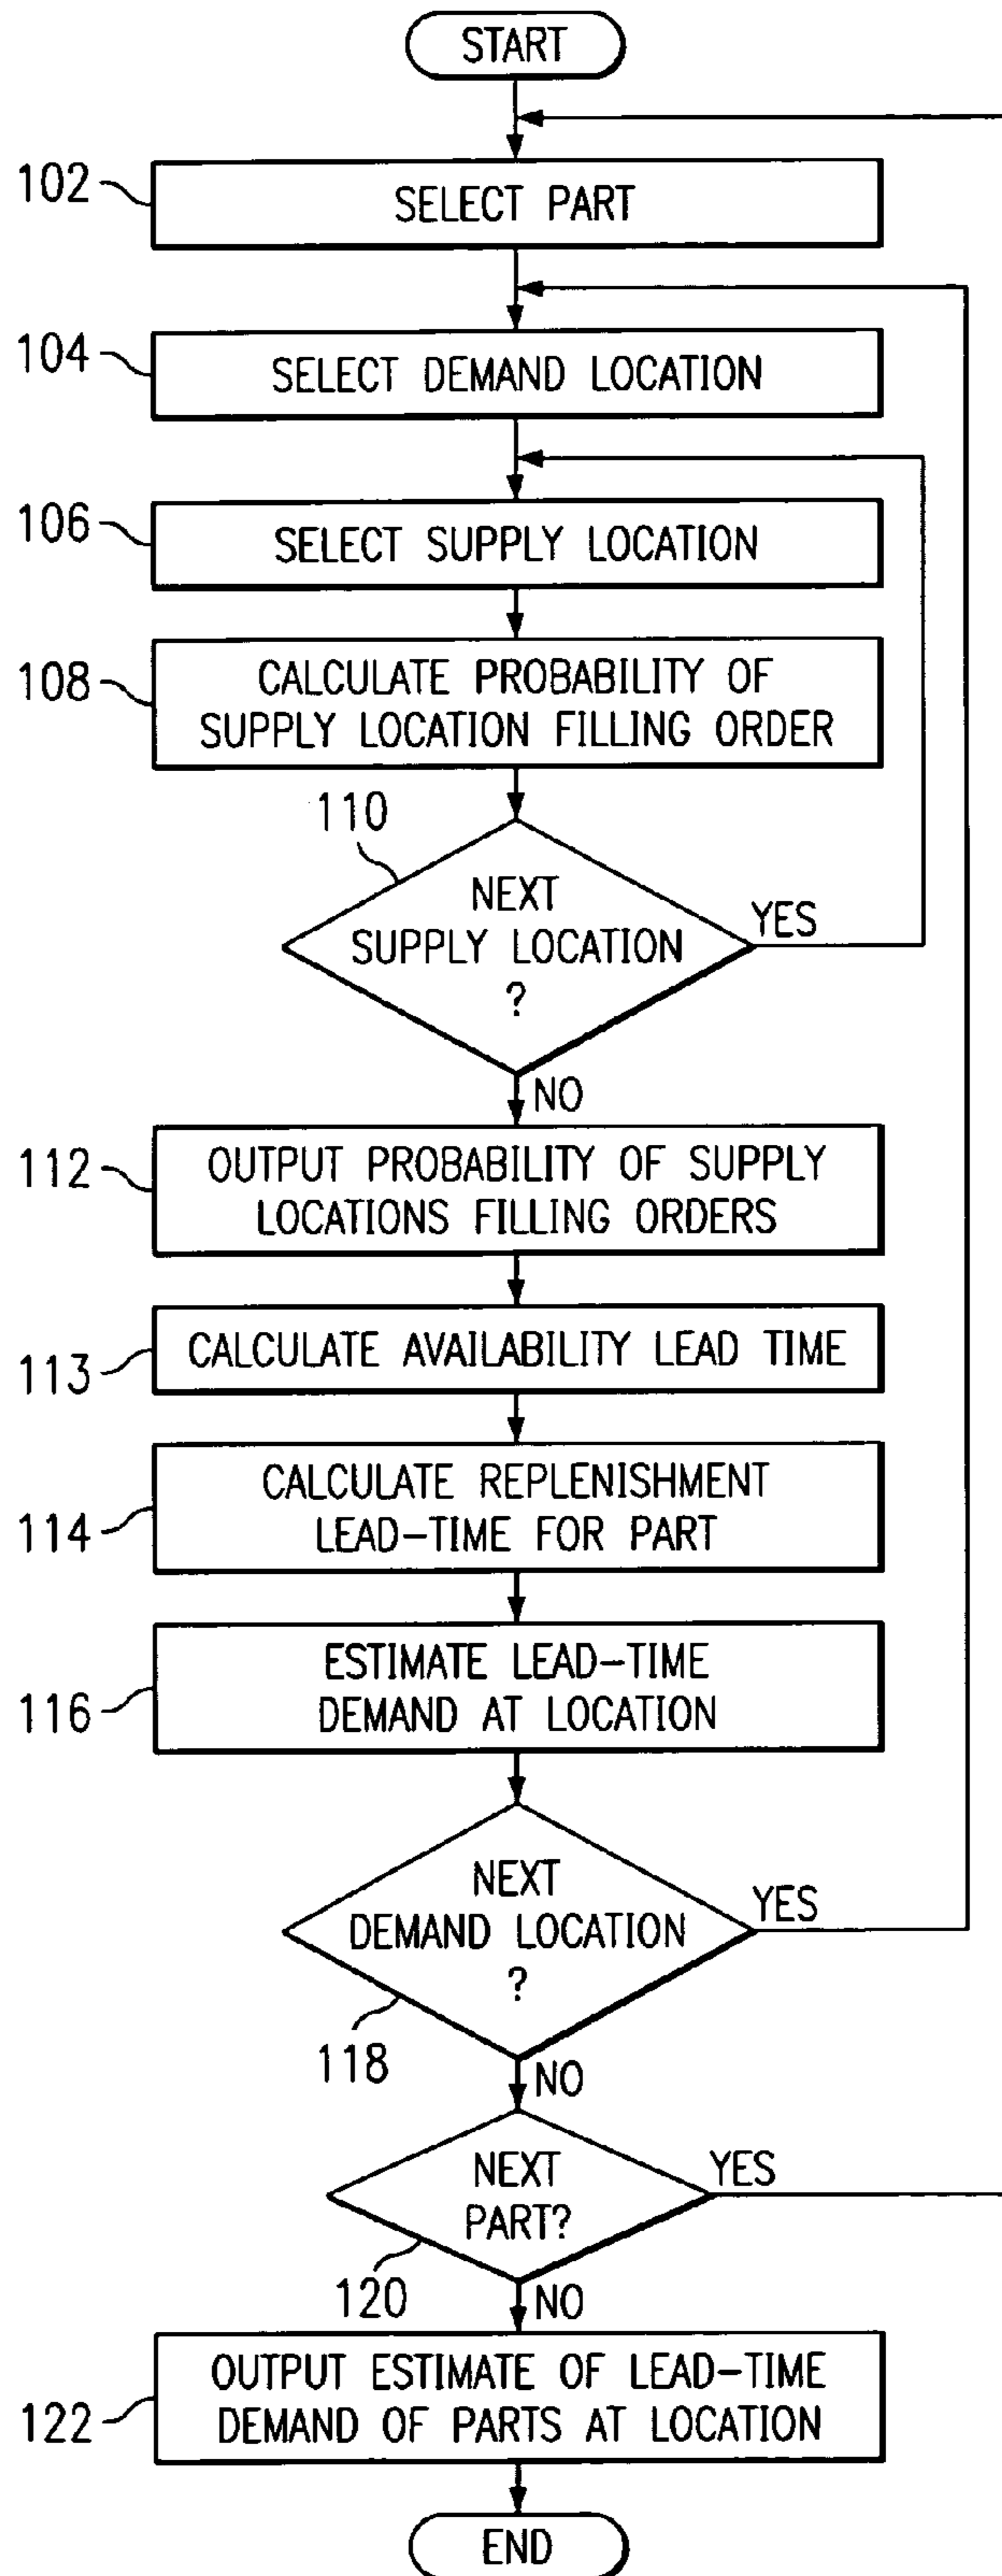 START
102
SELECT PART
104
SELECT DEMAND LOCATION
106
SELECT SUPPLY LOCATION
108
CALCULATE PROBABILITY OF
SUPPLY LOCATION FILLING ORDER
110
NEXT
SUPPLY LOCATION
?
YES
NO
112
OUTPUT PROBABILITY OF SUPPLY
LOCATIONS FILLING ORDERS
113
CALCULATE AVAILABILITY LEAD TIME
114
CALCULATE REPLENISHMENT
LEAD-TIME FOR PART
116
ESTIMATE LEAD-TIME
DEMAND AT LOCATION
NEXT
DEMAND LOCATION
?
YES
118
NO
NEXT
PART?
YES
120
NO
122
OUTPUT ESTIMATE OF LEAD-TIME
DEMAND OF PARTS AT LOCATION
END